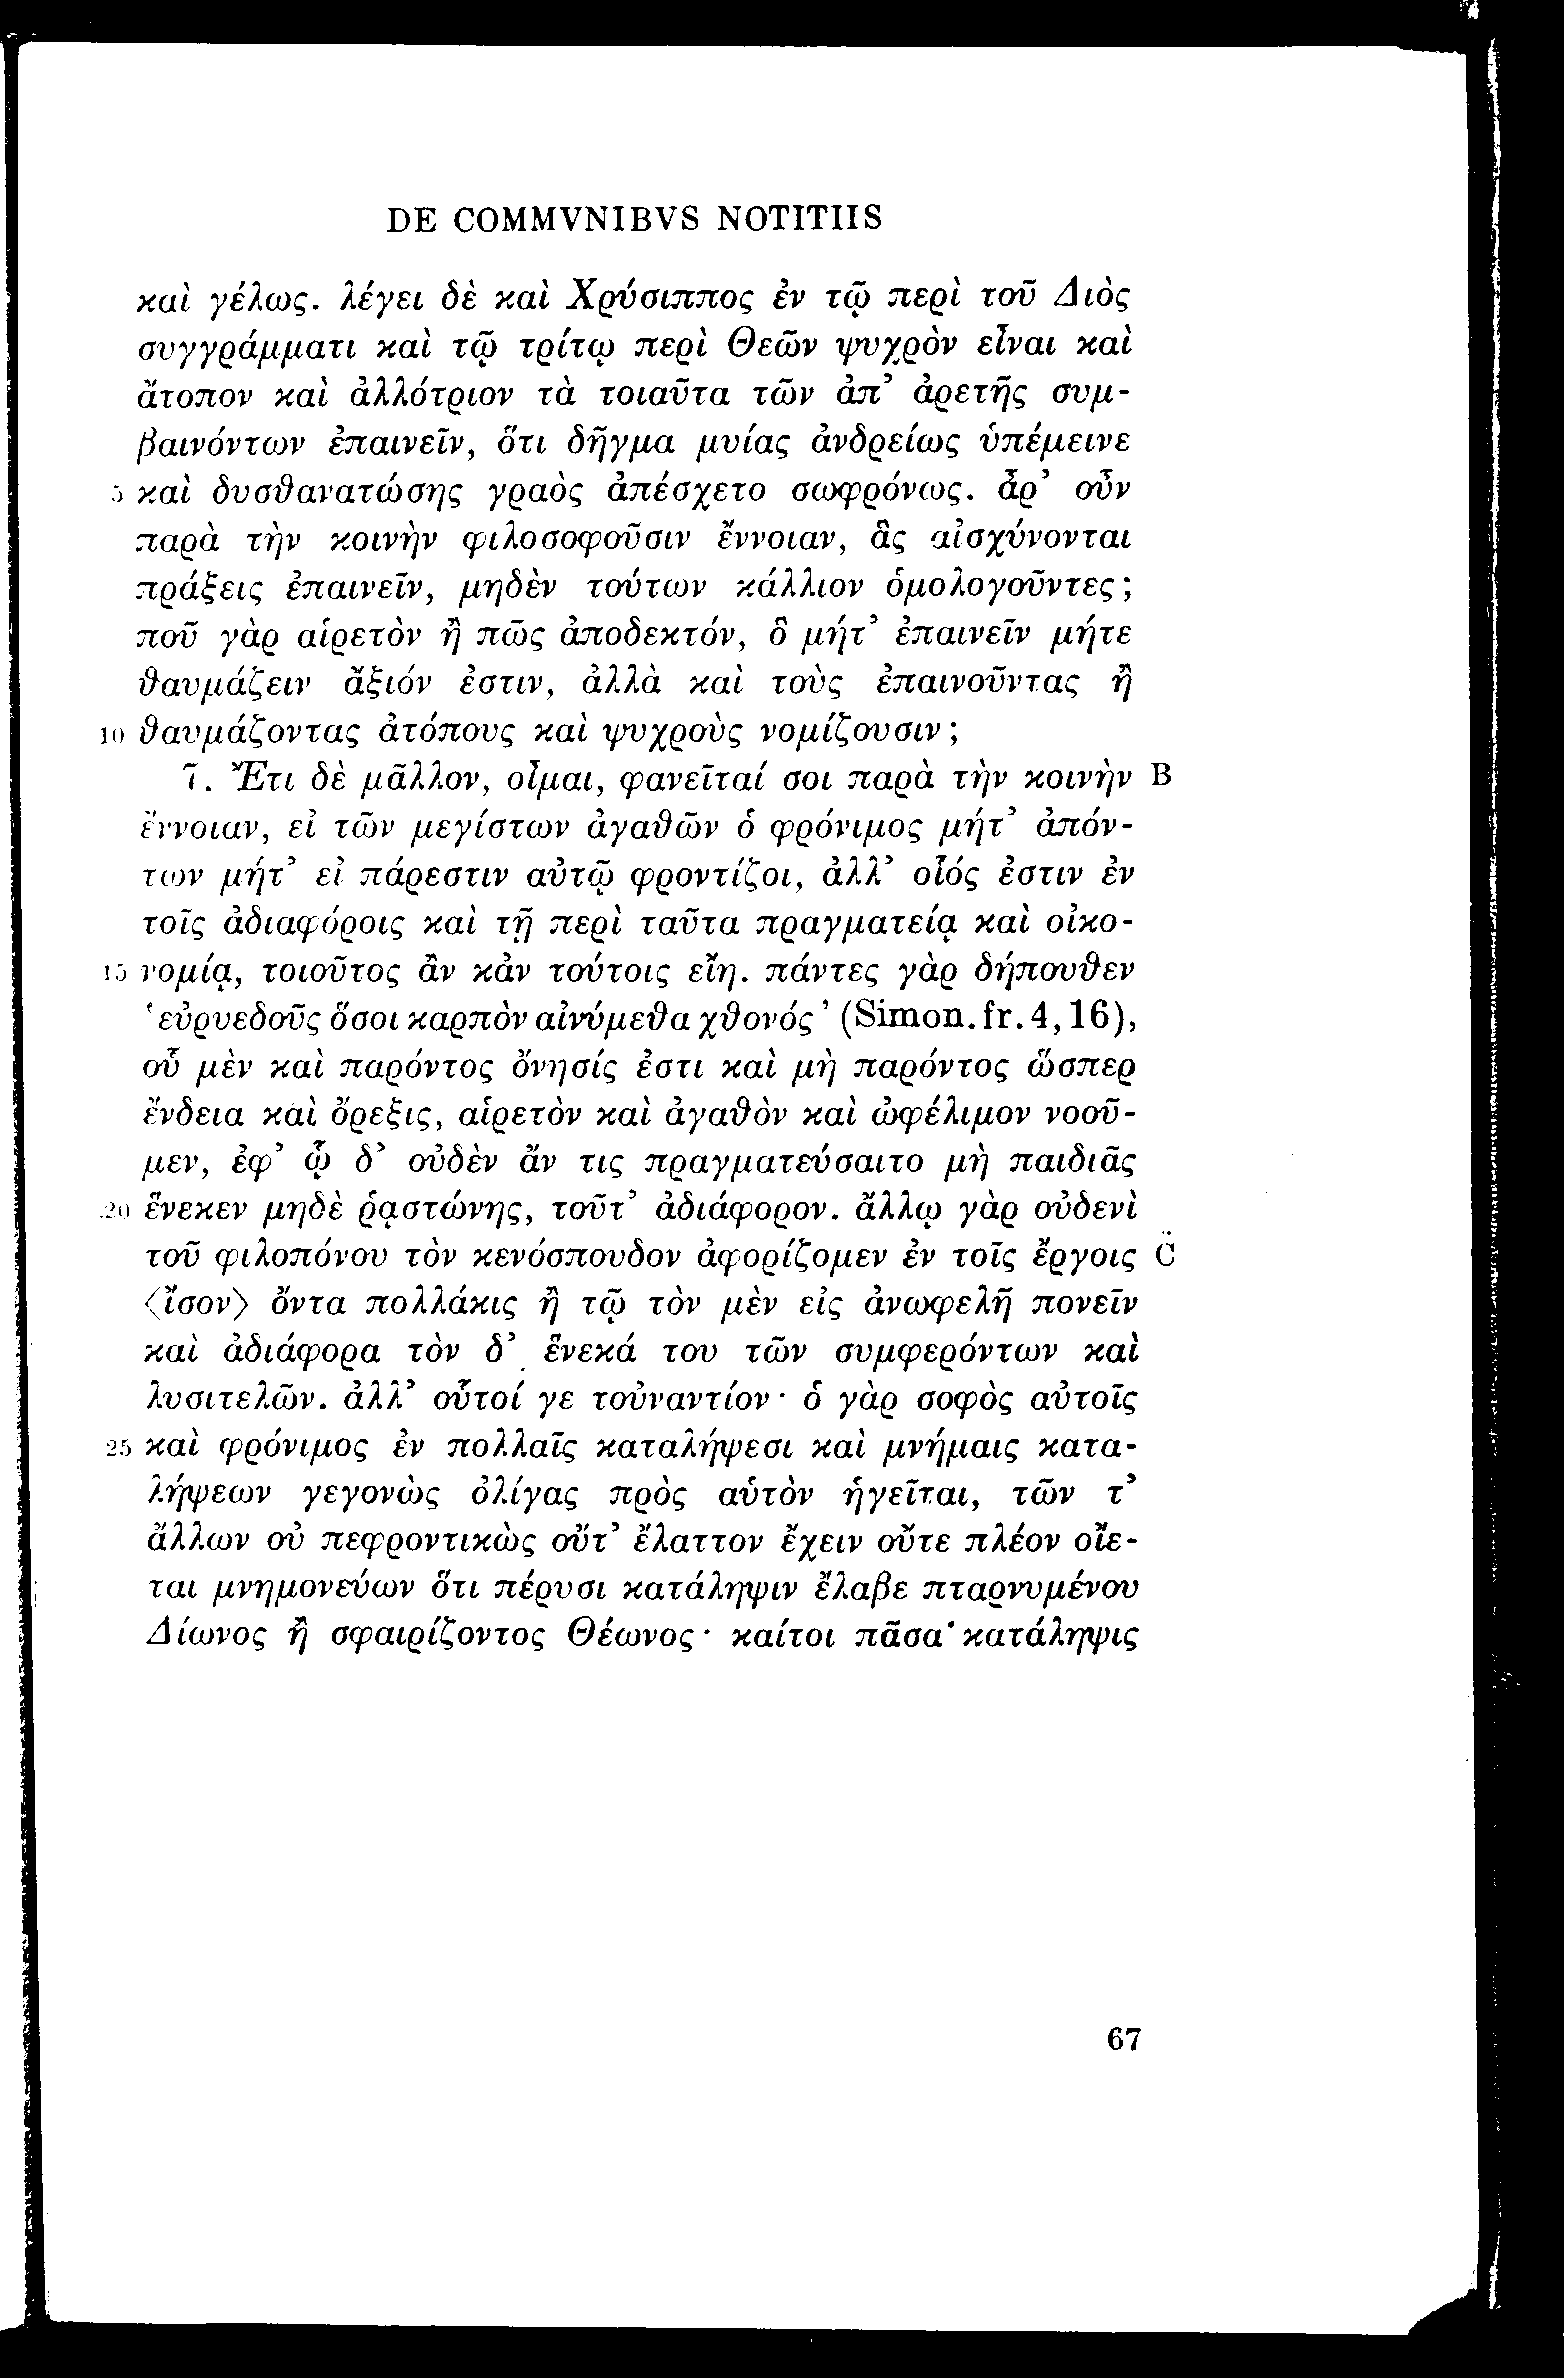 DE COMMVNIBVS NOTITIIS
καὶ γέλως. λέγει δὲ καὶ Χρύσιππος ἐν τῷ περὶ τοῦ Διὸς
συγγράμματι καὶ τῷ τρίτῳ περὶ Θεῶν ψυχρὸν εἶναι καὶ
ἄτοπον καὶ ἀλλότριον τὰ τοιαῦτα τῶν ἀπ’ ἀρετῆς συμ-
βαινόντων ἐπαινεῖν, ὅτι δῆγμα μυίας ἀνδρείως ὑπέμεινε
5 καὶ δυσθανατώσης γραὸς ἀπέσχετο σωφρόνως. ἆρ’ οὖν
παρὰ τὴν κοινὴν φιλοσοφοῦσιν ἔννοιαν, ἃς αἰσχύνονται
πράξεις ἐπαινεῖν, μηδὲν τούτων κάλλιον ὁμολογοῦντες;
ποῦ γὰρ αἱρετὸν ἢ πῶς ἀποδεκτόν, ὃ μήτ’ ἐπαινεῖν μήτε
θαυμάζειν ἄξιόν ἐστιν, ἀλλὰ καὶ τοὺς ἐπαινοῦντας ἢ
10 θαυμάζοντας ἀτόπους καὶ ψυχροὺς νομίζουσιν;
7. Ἔτι δὲ μᾶλλον, οἶμαι, φανεῖταί σοι παρὰ τὴν κοινὴν B
ἔννοιαν, εἰ τῶν μεγίστων ἀγαθῶν ὁ φρόνιμος μήτ’ ἀπόν-
των μήτ’ εἰ πάρεστιν αὐτῷ φροντίζοι, ἀλλ’ οἷός ἐστιν ἐν
τοῖς ἀδιαφόροις καὶ τῇ περὶ ταῦτα πραγματείᾳ καὶ οἰκο-
15 νομίᾳ, τοιοῦτος ἂν κἀν τούτοις εἴη. πάντες γὰρ δήπουθεν
‘εὐρυεδοῦς ὅσοι καρπὸν αἰνύμεθα χθονός’ (Simon. fr. 4, 16),
οὗ μὲν καὶ παρόντος ὄνησίς ἐστι καὶ μὴ παρόντος ὥσπερ
ἔνδεια καὶ ὄρεξις, αἱρετὸν καὶ ἀγαθὸν καὶ ὠφέλιμον νοοῦ-
μεν, ἐφ’ ᾧ δ’ οὐδὲν ἄν τις πραγματεύσαιτο μὴ παιδιᾶς
20 ἕνεκεν μηδὲ ῥᾳστώνης, τοῦτ’ ἀδιάφορον. ἄλλῳ γὰρ οὐδενὶ
τοῦ φιλοπόνου τὸν κενόσπουδον ἀφορίζομεν ἐν τοῖς ἔργοις C
⟨ἴσον⟩ ὄντα πολλάκις ἢ τῷ τὸν μὲν εἰς ἀνωφελῆ πονεῖν
καὶ ἀδιάφορα τὸν δ’ ἕνεκά του τῶν συμφερόντων καὶ
λυσιτελῶν. ἀλλ’ οὗτοί γε τοὐναντίον· ὁ γὰρ σοφὸς αὐτοῖς
25 καὶ φρόνιμος ἐν πολλαῖς καταλήψεσι καὶ μνήμαις κατα-
λήψεων γεγονὼς ὀλίγας πρὸς αὑτὸν ἡγεῖται, τῶν τ’
ἄλλων οὐ πεφροντικὼς οὔτ’ ἔλαττον ἔχειν οὔτε πλέον οἴε-
ται μνημονεύων ὅτι πέρυσι κατάληψιν ἔλαβε πταρνυμένου
Δίωνος ἢ σφαιρίζοντος Θέωνος· καίτοι πᾶσα κατάληψις
67